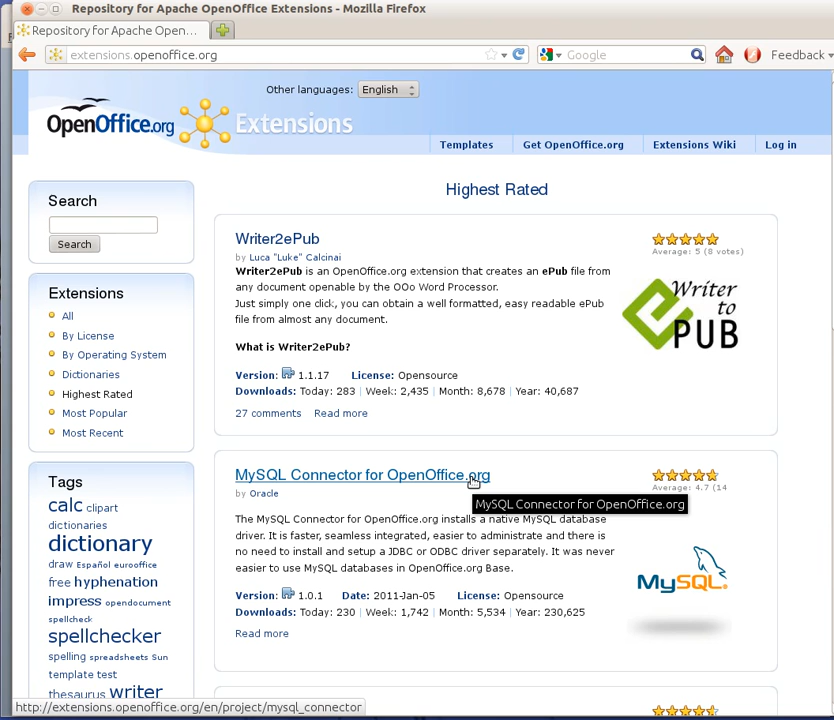 Repository for Apache OpenOffice Extensions - Mozilla Firefox
Repository for Apache Open...
extensions.openoffice.org
Google
Feedback
Other languages: English
OpenOffice.org Extensions
Templates
Get OpenOffice.org
Extensions Wiki
Log in
Search
Search
Extensions
All
By License
By Operating System
Dictionaries
Highest Rated
Most Popular
Most Recent
Tags
calc clipart
dictionaries
dictionary
draw Español eurooffice
free hyphenation
impress opendocument
spellcheck
spellchecker
spelling spreadsheets Sun
template test
thesaurus writer
Highest Rated
Writer2ePub
by Luca "Luke" Calcinai
Writer2ePub is an OpenOffice.org extension that creates an ePub file from
any document openable by the OOo Word Processor.
Just simply one click, you can obtain a well formatted, easy readable ePub
file from almost any document.
What is Writer2ePub?
Version: 1.1.17 License: Opensource
Downloads: Today: 283 | Week: 2,435 | Month: 8,678 | Year: 40,687
27 comments Read more
Average: 5 (8 votes)
Writer
to
ePUB
MySQL Connector for OpenOffice.org
by Oracle
Average: 4.7 (14
MySQL Connector for OpenOffice.org
The MySQL Connector for OpenOffice.org installs a native MySQL database
driver. It is faster, seamless integrated, easier to administrate and there is
no need to install and setup a JDBC or ODBC driver separately. It was never
easier to use MySQL databases in OpenOffice.org Base.
Version: 1.0.1 Date: 2011-Jan-05 License: Opensource
Downloads: Today: 230 | Week: 1,742 | Month: 5,534 | Year: 230,625
Read more
MySQL
http://extensions.openoffice.org/en/project/mysql_connector